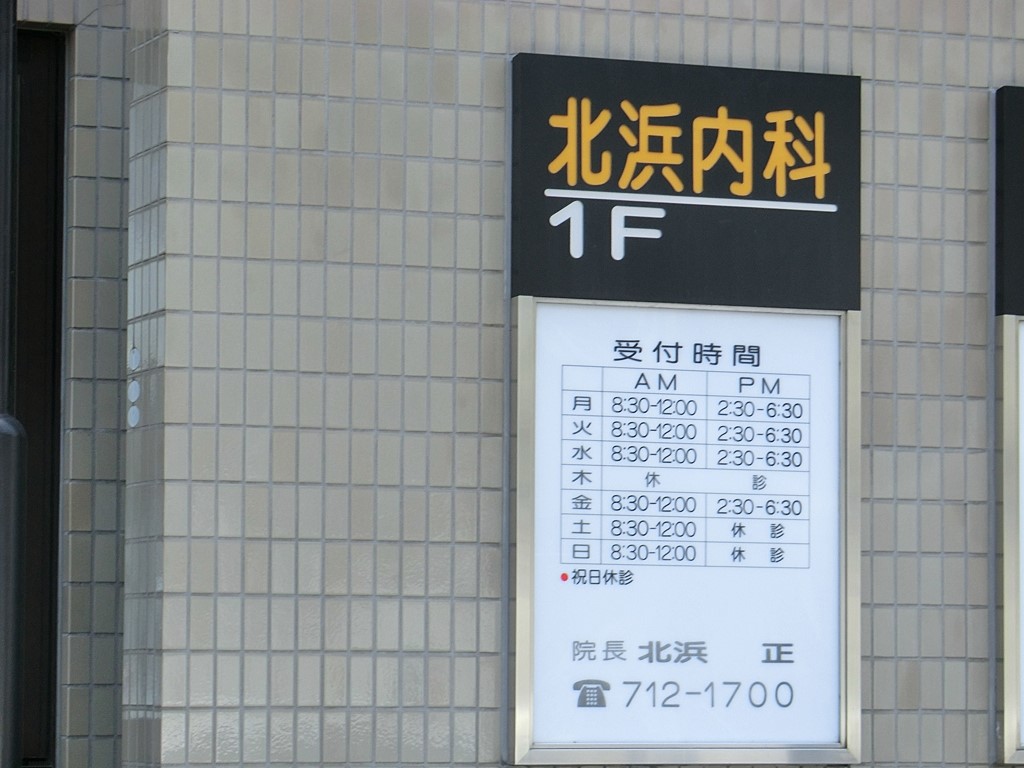 北浜内科
1F
受付時間
AM PM
月 8:30-12:00 2:30-6:30
火 8:30-12:00 2:30-6:30
水 8:30-12:00 2:30-6:30
木 休 診
金 8:30-12:00 2:30-6:30
土 8:30-12:00 休 診
日 8:30-12:00 休 診
●祝日休診
院長 北浜 正
☎712-1700